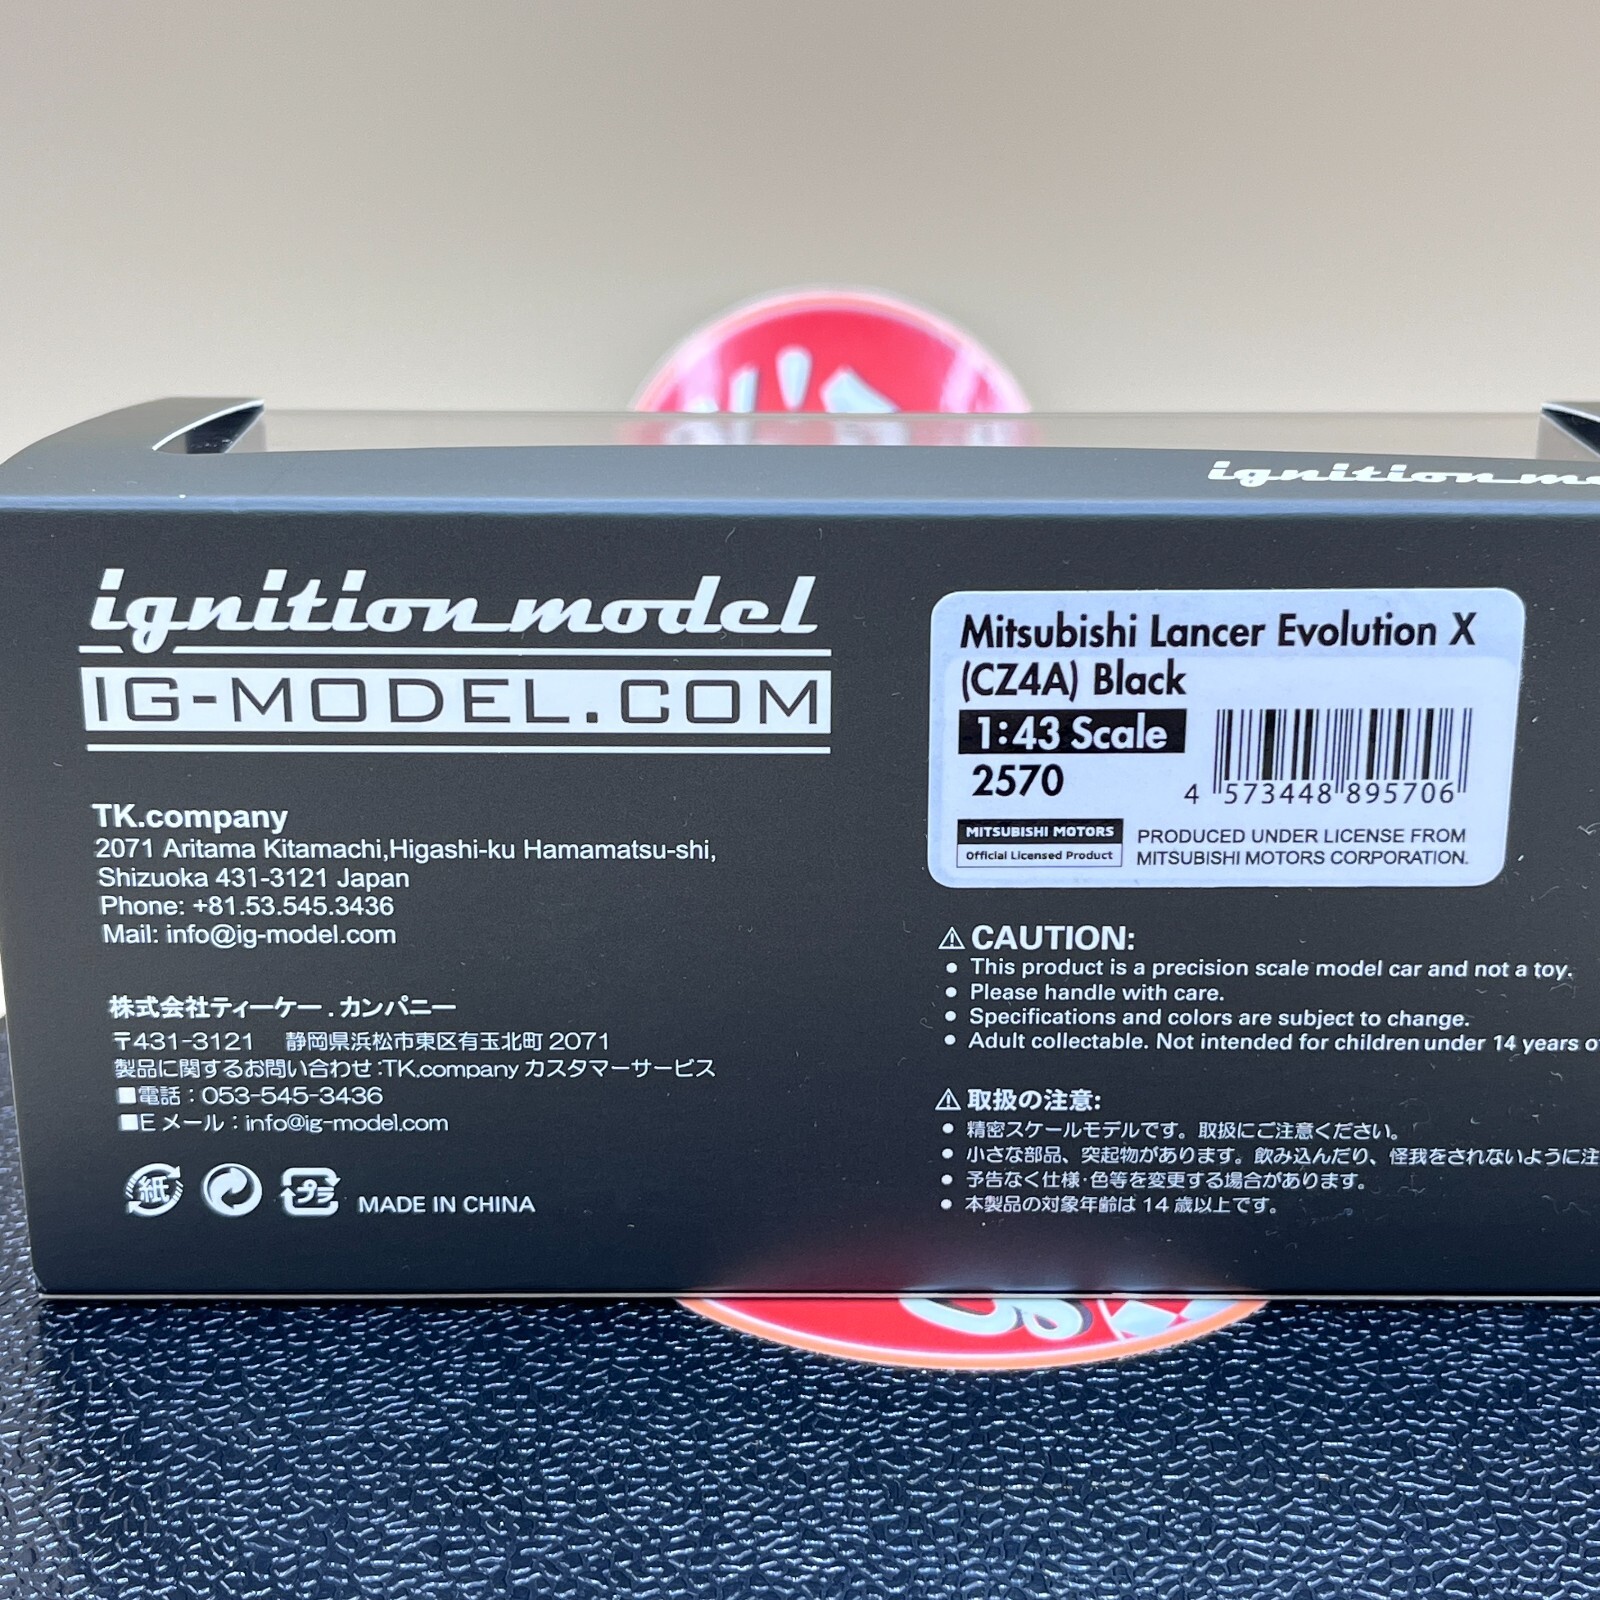 ignition
ignition model
IG-MODEL.COM
TK.company
2071 Aritama Kitamachi,Higashi-ku Hamamatsu-shi,
Shizuoka 431-3121 Japan
Phone: +81.53.545.3436
Mail: info@ig-model.com
株式会社ティーケー.カンパニー
〒431-3121 静岡県浜松市東区有玉北町2071
製品に関するお問い合わせ:TK.company カスタマーサービス
■電話:053-545-3436
■Eメール:info@ig-model.com
紙
プラ
MADE IN CHINA
Mitsubishi Lancer Evolution X
(CZ4A) Black
1:43 Scale
2570
4 573448 895706
MITSUBISHI MOTORS
Official Licensed Product
PRODUCED UNDER LICENSE FROM
MITSUBISHI MOTORS CORPORATION.
⚠ CAUTION:
• This product is a precision scale model car and not a toy.
• Please handle with care.
• Specifications and colors are subject to change.
• Adult collectable. Not intended for children under 14 years
⚠ 取扱の注意:
• 精密スケールモデルです。取扱にご注意ください。
• 小さな部品、突起物があります。飲み込んだり、怪我をされないように注
• 予告なく仕様・色等を変更する場合があります。
• 本製品の対象年齢は 14 歳以上です。